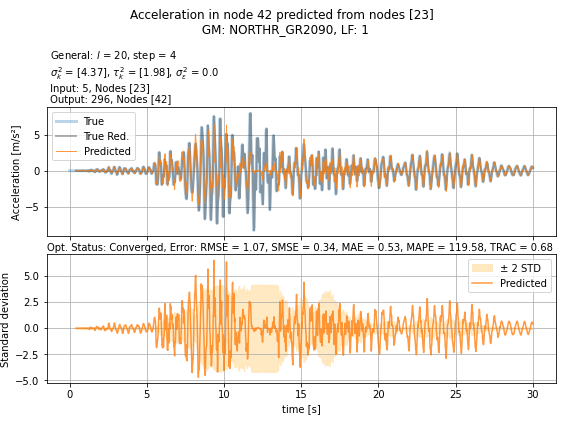 Acceleration in node 42 predicted from nodes [23]
GM: NORTHR_GR2090, LF: 1
General: l = 20, step = 4
σ²ₖ = [4.37], τ²ₖ = [1.98], σ²ε = 0.0
Input: 5, Nodes [23]
Output: 296, Nodes [42]
Acceleration [m/s²]
5
0
−5
True
True Red.
Predicted
Opt. Status: Converged, Error: RMSE = 1.07, SMSE = 0.34, MAE = 0.53, MAPE = 119.58, TRAC = 0.68
Standard deviation
5.0
2.5
0.0
−2.5
−5.0
± 2 STD
Predicted
0 5 10 15 20 25 30
time [s]